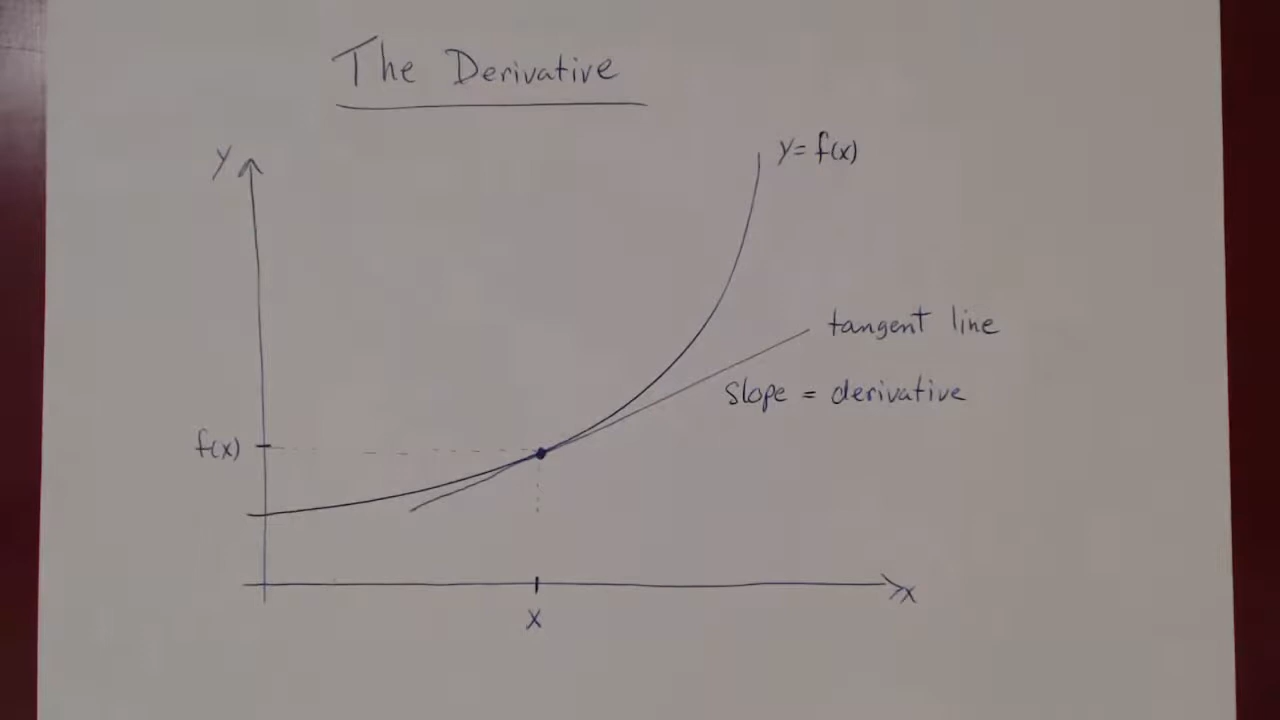 The Derivative
y
y= f(x)
tangent line
slope = derivative
f(x)
x
x